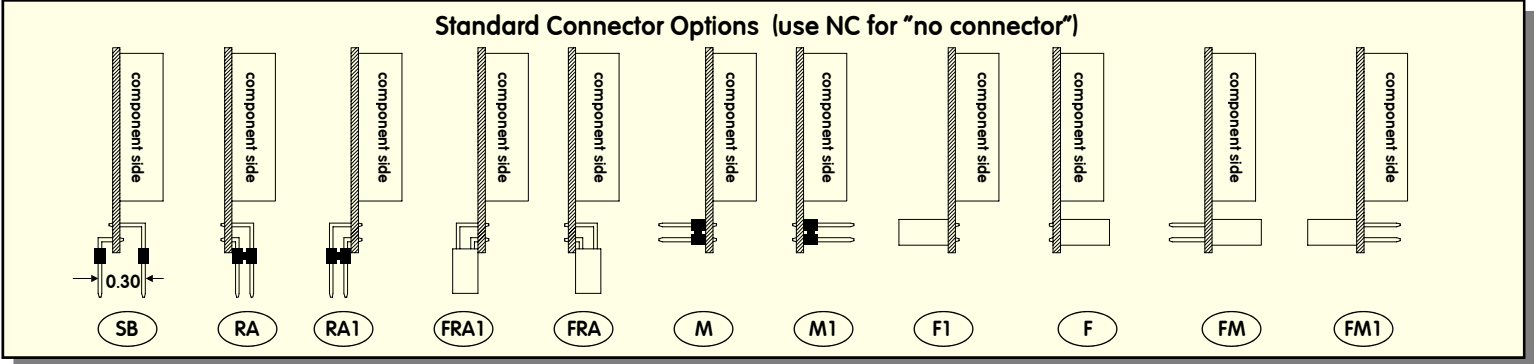 Standard Connector Options (use NC for "no connector")
component side
component side
component side
component side
component side
component side
component side
component side
component side
component side
component side
0.30
SB
RA
RA1
FRA1
FRA
M
M1
F1
F
FM
FM1